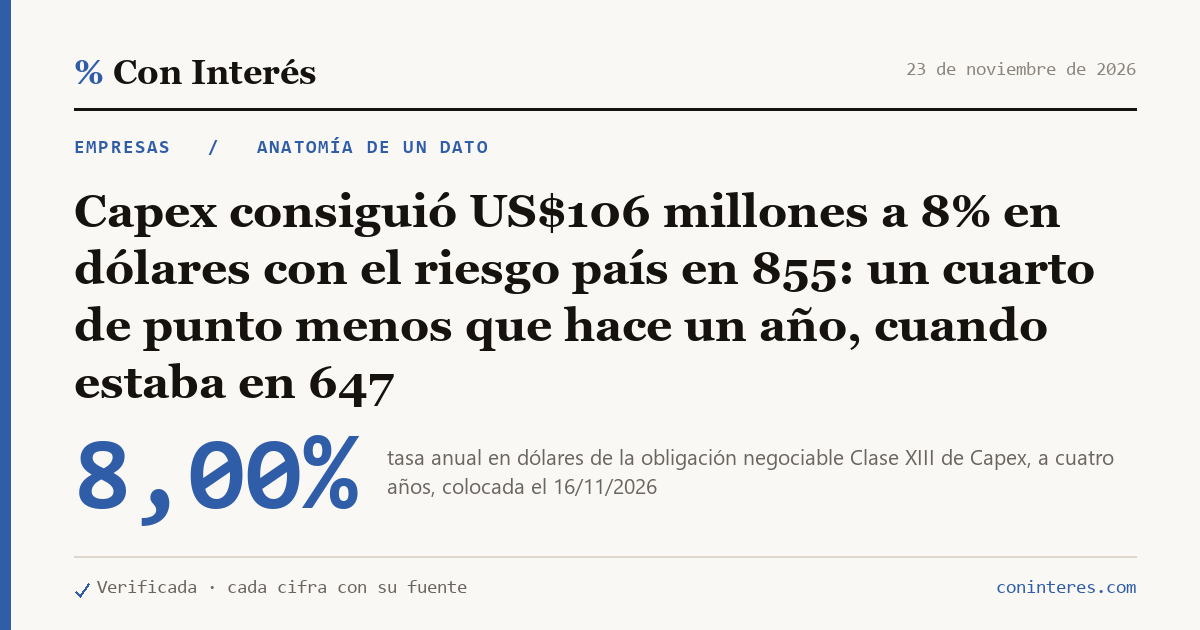 % Con Interés
23 de noviembre de 2026
EMPRESAS / ANATOMÍA DE UN DATO
Capex consiguió US$106 millones a 8% en
dólares con el riesgo país en 855: un cuarto
de punto menos que hace un año, cuando
estaba en 647
8,00%
tasa anual en dólares de la obligación negociable Clase XIII de Capex, a cuatro
años, colocada el 16/11/2026
✓ Verificada · cada cifra con su fuente
coninteres.com